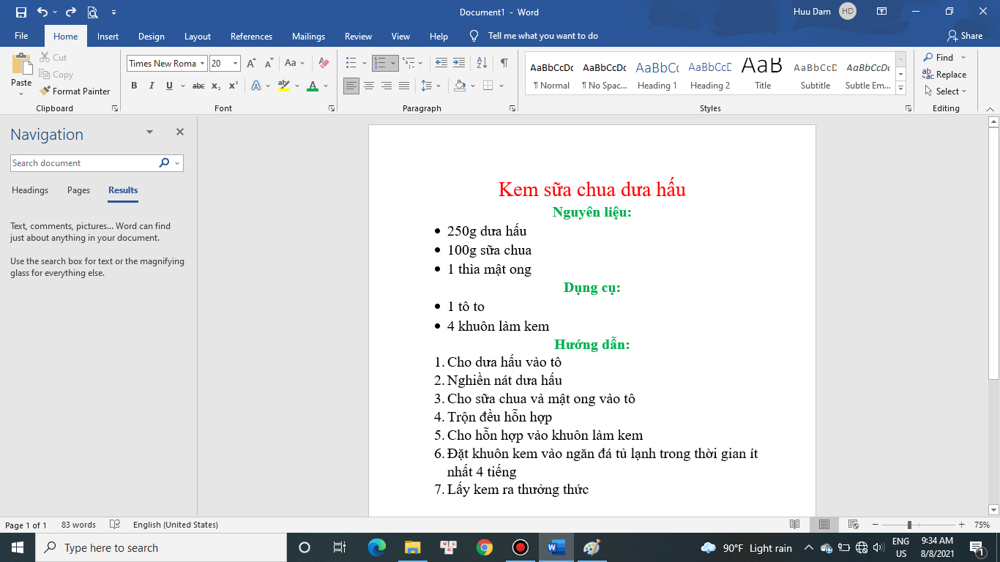 Document1 - Word
Huu Dam
HD
File Home Insert Design Layout References Mailings Review View Help Tell me what you want to do Share
Paste
Cut
Copy
Format Painter
Clipboard
Times New Roma 20
Font
Paragraph
AaBbCcDc AaBbCcDc AaBbCc AaBbCcD AaB AaBbCcD AaBbCcDc
¶ Normal ¶ No Spac... Heading 1 Heading 2 Title Subtitle Subtle Em...
Styles
Find
Replace
Select
Editing
Navigation
Search document
Headings Pages Results
Text, comments, pictures... Word can find
just about anything in your document.
Use the search box for text or the magnifying
glass for everything else.
Kem sữa chua dưa hấu
Nguyên liệu:
• 250g dưa hấu
• 100g sữa chua
• 1 thìa mật ong
Dụng cụ:
• 1 tô to
• 4 khuôn làm kem
Hướng dẫn:
1. Cho dưa hấu vào tô
2. Nghiền nát dưa hấu
3. Cho sữa chua và mật ong vào tô
4. Trộn đều hỗn hợp
5. Cho hỗn hợp vào khuôn làm kem
6. Đặt khuôn kem vào ngăn đá tủ lạnh trong thời gian ít
nhất 4 tiếng
7. Lấy kem ra thưởng thức
Page 1 of 1 83 words English (United States) 75%
Type here to search
90°F Light rain
ENG
US
9:34 AM
8/8/2021
1